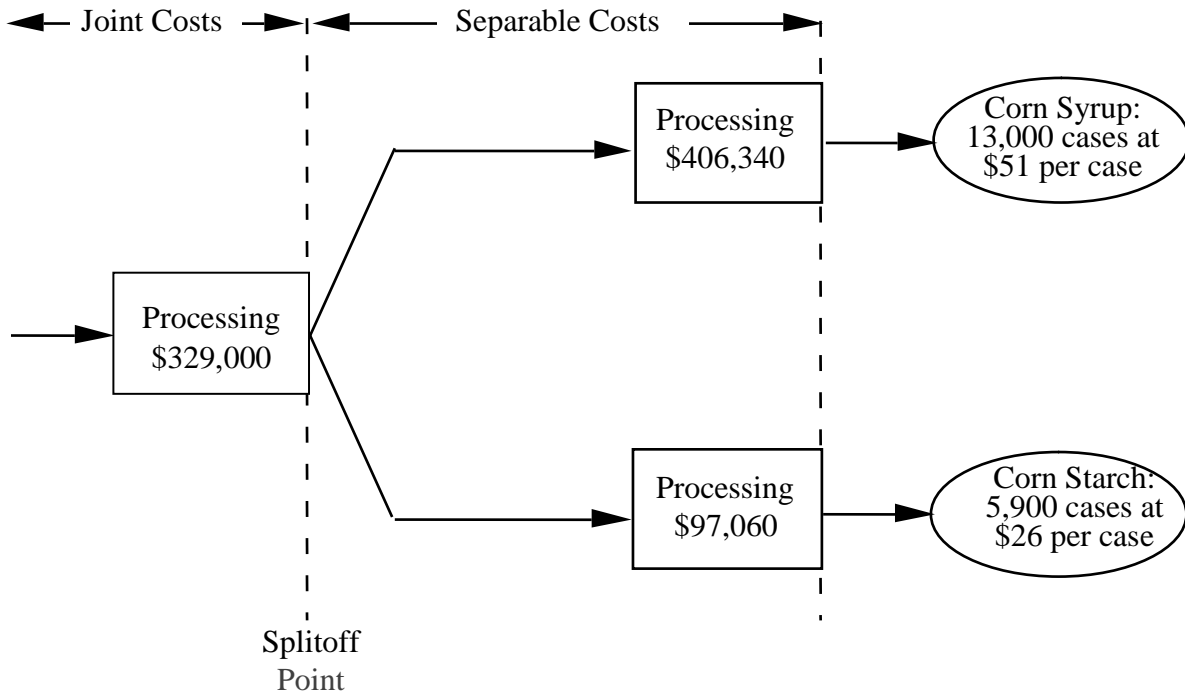 Joint Costs
Separable Costs
Processing
$406,340
Corn Syrup:
13,000 cases at
$51 per case
Processing
$329,000
Processing
$97,060
Corn Starch:
5,900 cases at
$26 per case
Splitoff
Point